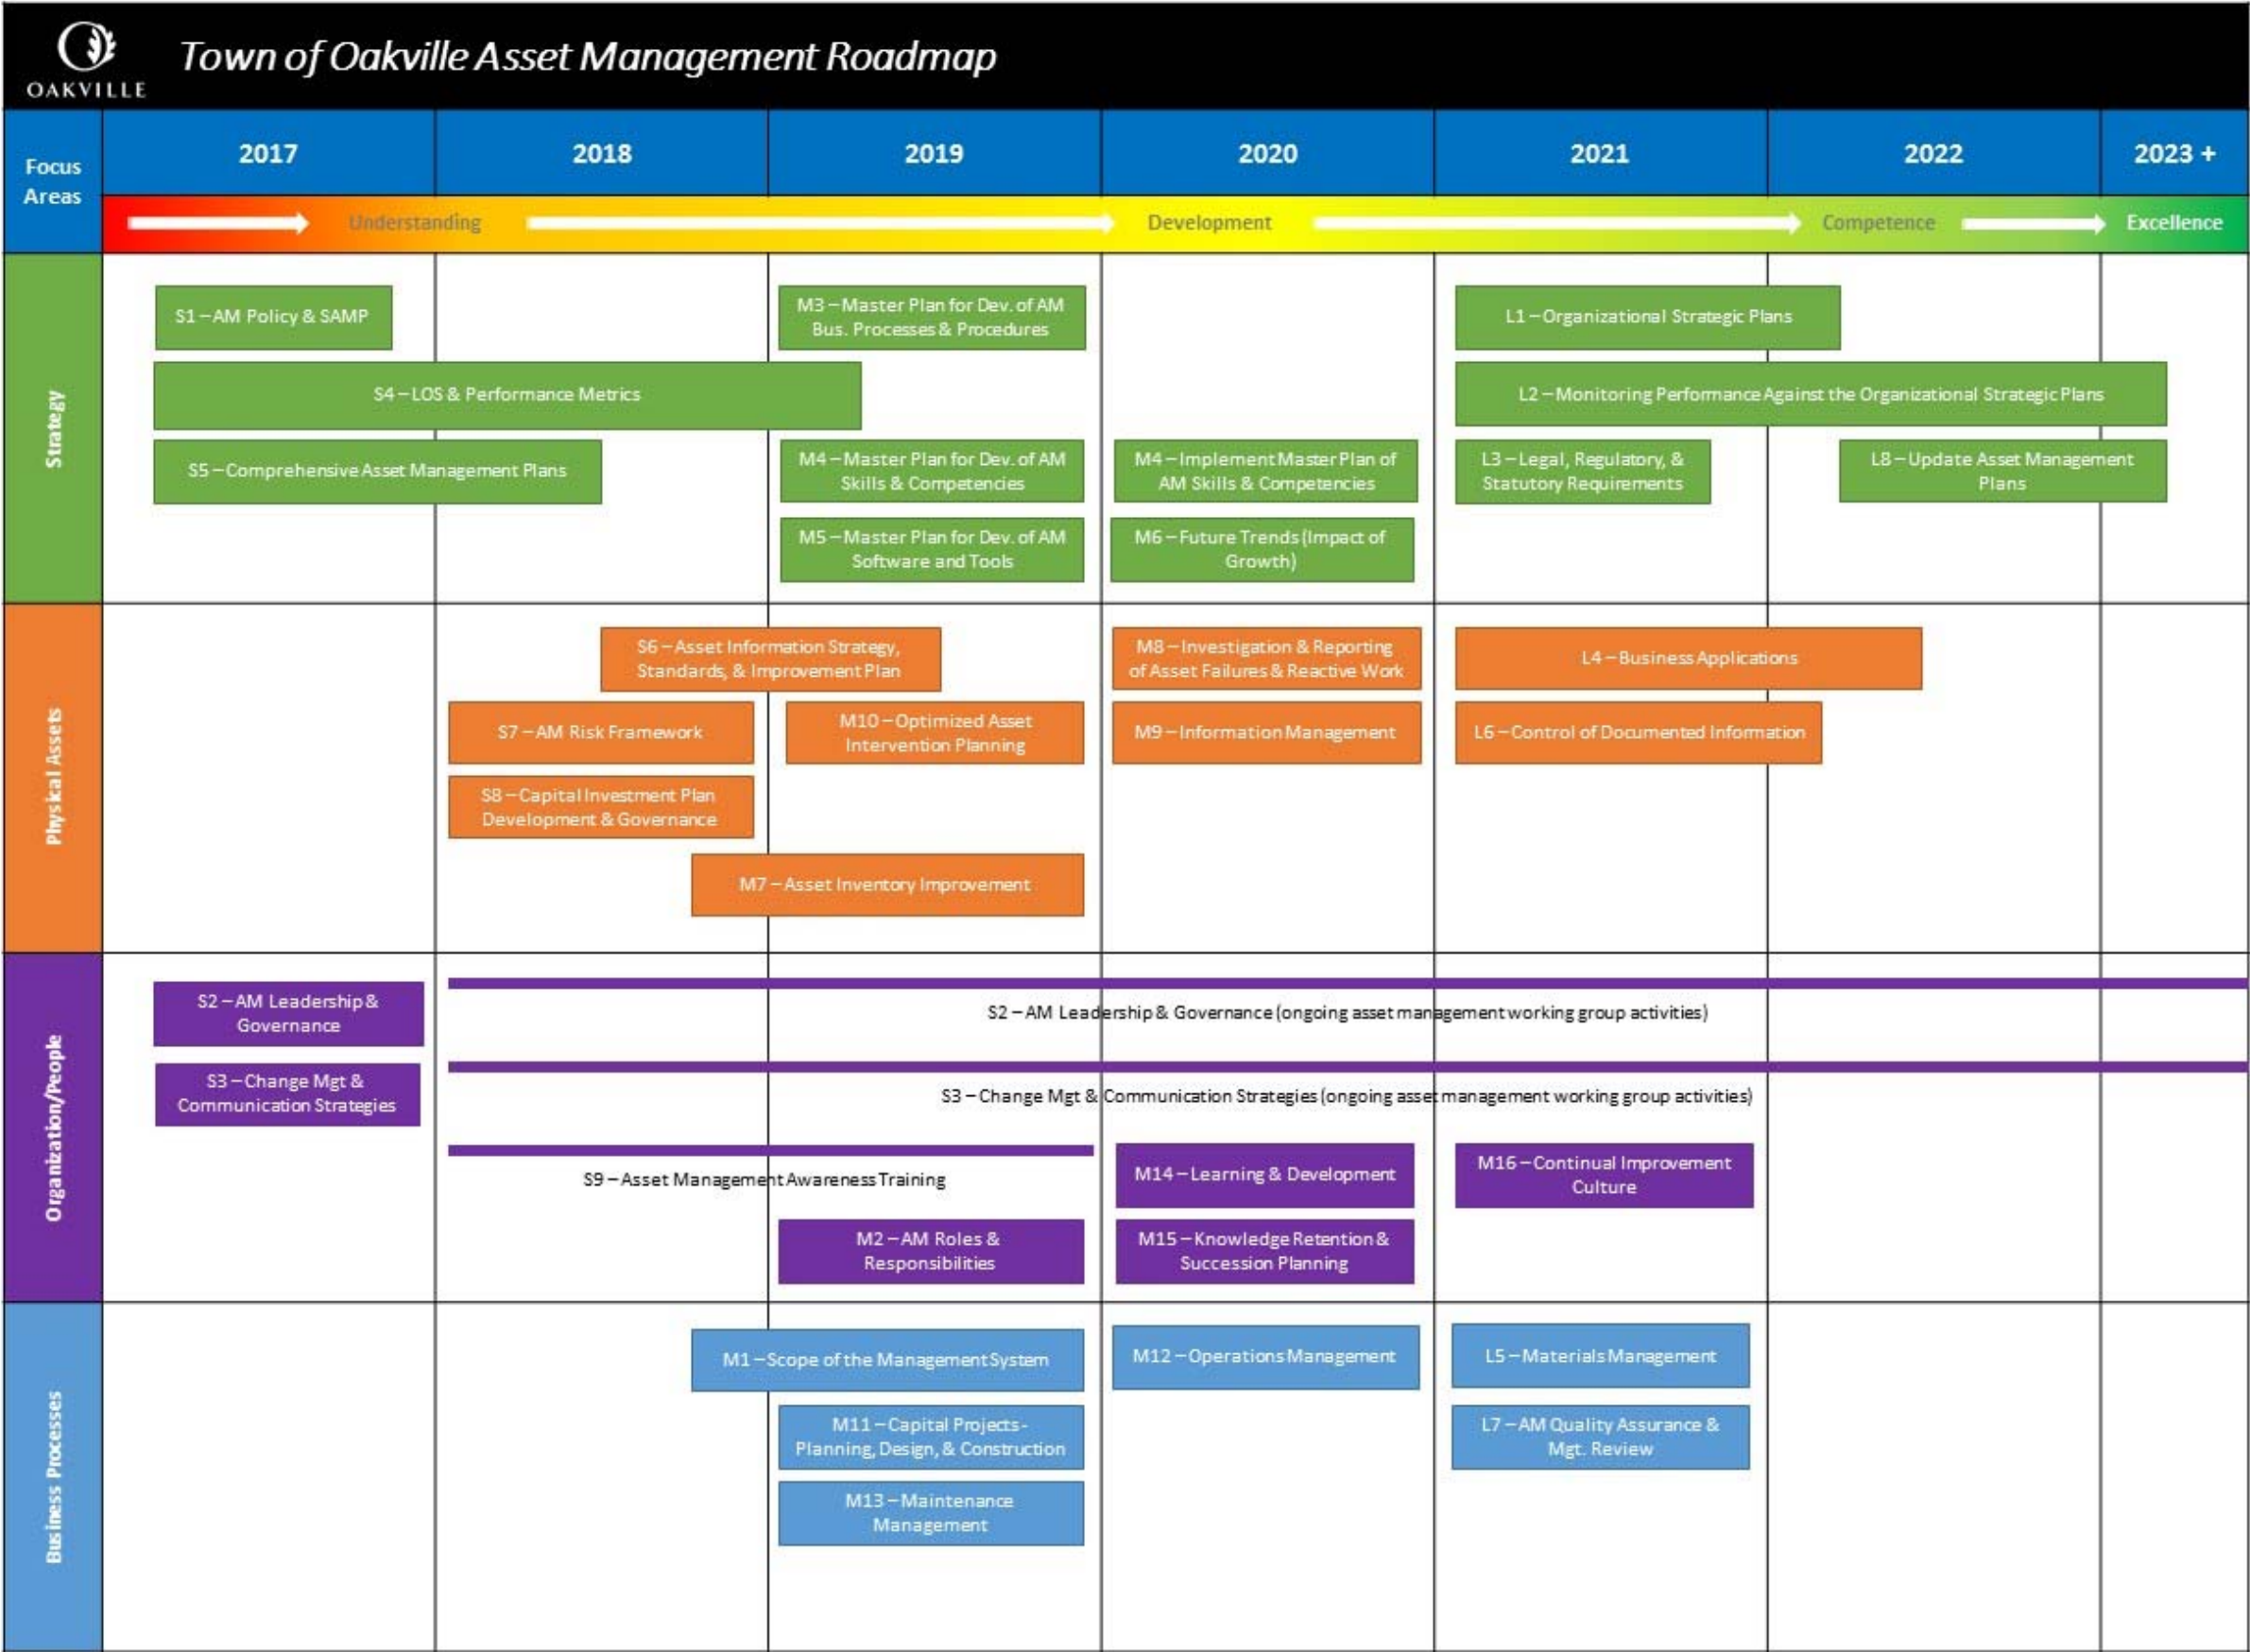 OAKVILLE
Town of Oakville Asset Management Roadmap
Focus
Areas
2017
2018
2019
2020
2021
2022
2023 +
Understanding
Development
Competence
Excellence
Strategy
S1 – AM Policy & SAMP
M3 – Master Plan for Dev. of AM
Bus. Processes & Procedures
L1 – Organizational Strategic Plans
S4 – LOS & Performance Metrics
L2 – Monitoring Performance Against the Organizational Strategic Plans
S5 – Comprehensive Asset Management Plans
M4 – Master Plan for Dev. of AM
Skills & Competencies
M4 – Implement Master Plan of
AM Skills & Competencies
L3 – Legal, Regulatory, &
Statutory Requirements
L8 – Update Asset Management
Plans
M5 – Master Plan for Dev. of AM
Software and Tools
M6 – Future Trends (Impact of
Growth)
Physical Assets
S6 – Asset Information Strategy,
Standards, & Improvement Plan
M8 – Investigation & Reporting
of Asset Failures & Reactive Work
L4 – Business Applications
S7 – AM Risk Framework
M10 – Optimized Asset
Intervention Planning
M9 – Information Management
L6 – Control of Documented Information
S8 – Capital Investment Plan
Development & Governance
M7 – Asset Inventory Improvement
Organization/People
S2 – AM Leadership &
Governance
S2 – AM Leadership & Governance (ongoing asset management working group activities)
S3 – Change Mgt &
Communication Strategies
S3 – Change Mgt & Communication Strategies (ongoing asset management working group activities)
S9 – Asset Management Awareness Training
M14 – Learning & Development
M16 – Continual Improvement
Culture
M2 – AM Roles &
Responsibilities
M15 – Knowledge Retention &
Succession Planning
Business Processes
M1 – Scope of the Management System
M12 – Operations Management
L5 – Materials Management
M11 – Capital Projects-
Planning, Design, & Construction
L7 – AM Quality Assurance &
Mgt. Review
M13 – Maintenance
Management